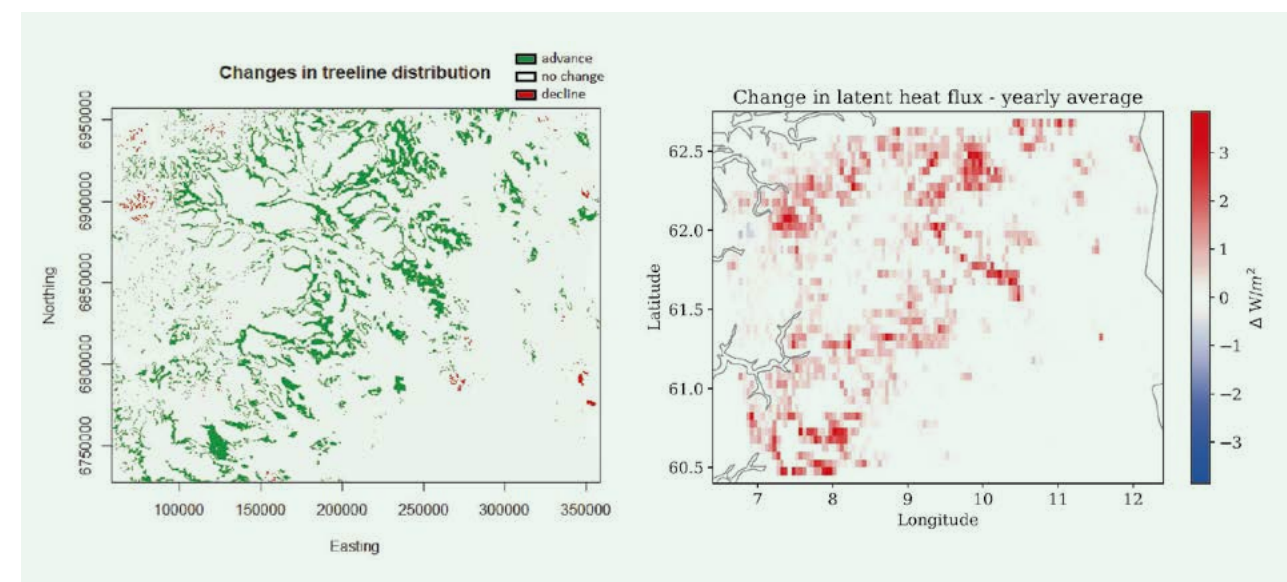 Changes in treeline distribution
advance
no change
decline
6950000
6900000
6850000
6800000
6750000
Northing
100000
150000
200000
250000
300000
350000
Easting
Change in latent heat flux - yearly average
62.5
62.0
61.5
61.0
60.5
Latitude
7
8
9
10
11
12
Longitude
3
2
1
0
−1
−2
−3
Δ W/m²